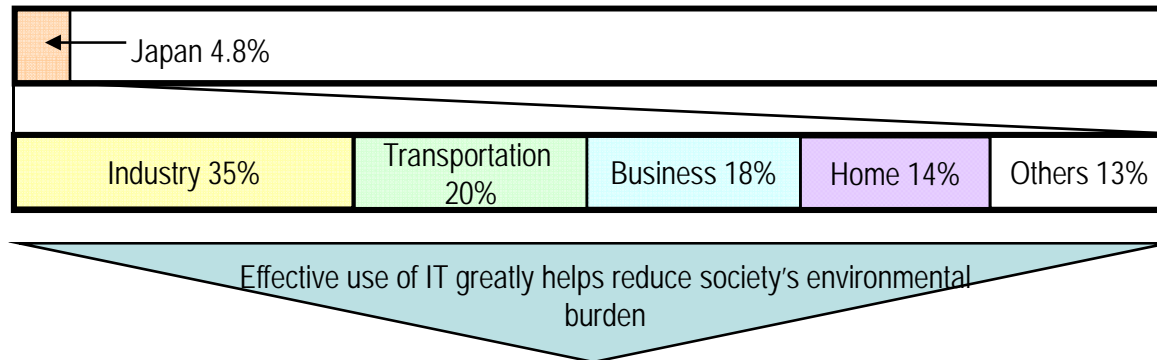 Japan 4.8%
Industry 35%
Transportation
20%
Business 18%
Home 14%
Others 13%
Effective use of IT greatly helps reduce society's environmental
burden